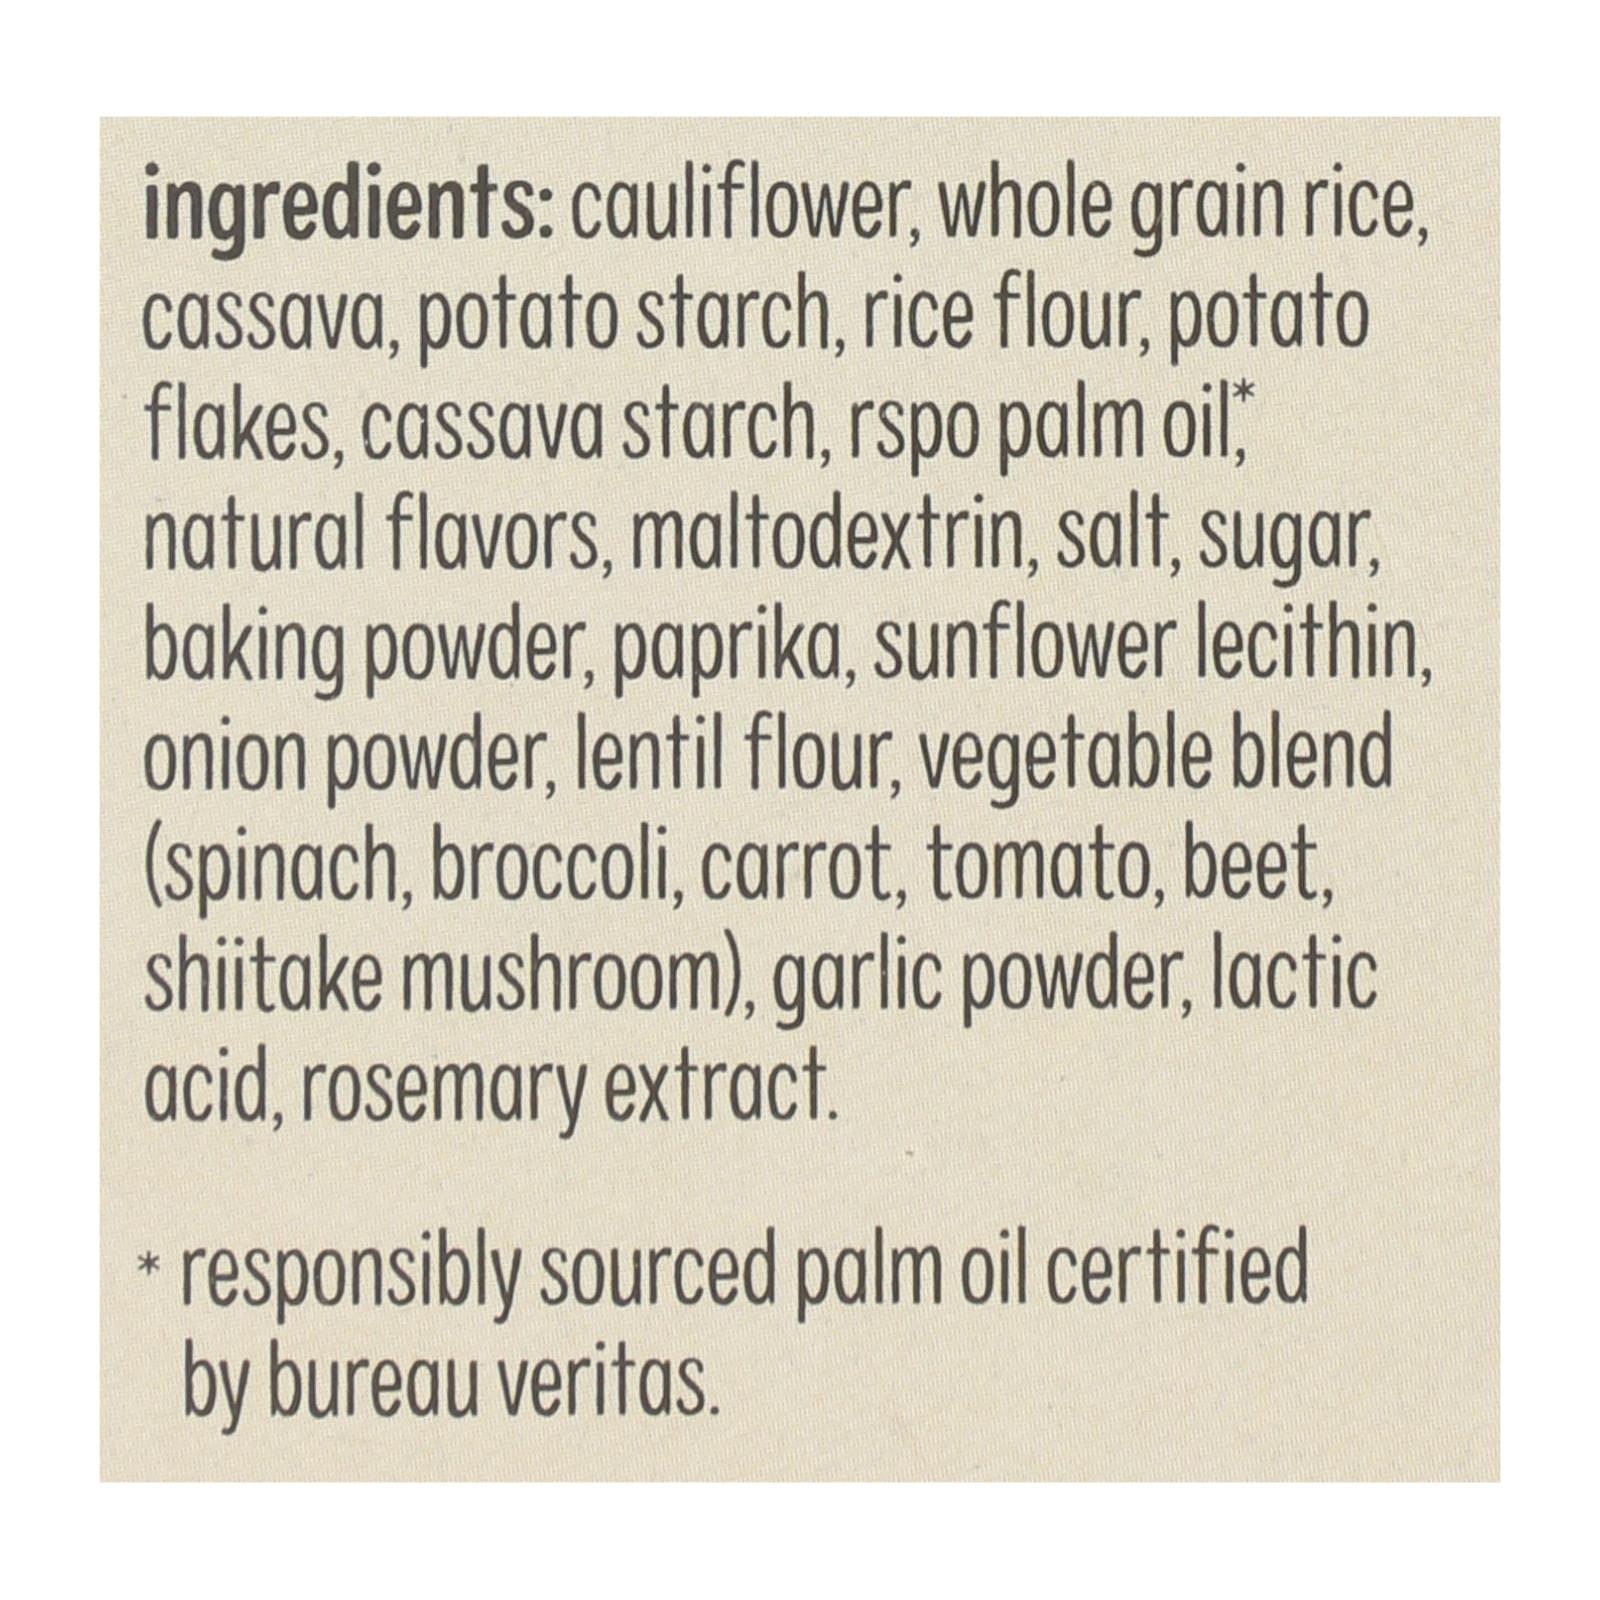 ingredients: cauliflower, whole grain rice,
cassava, potato starch, rice flour, potato
flakes, cassava starch, rspo palm oil,*
natural flavors, maltodextrin, salt, sugar,
baking powder, paprika, sunflower lecithin,
onion powder, lentil flour, vegetable blend
(spinach, broccoli, carrot, tomato, beet,
shiitake mushroom), garlic powder, lactic
acid, rosemary extract.
* responsibly sourced palm oil certified
by bureau veritas.